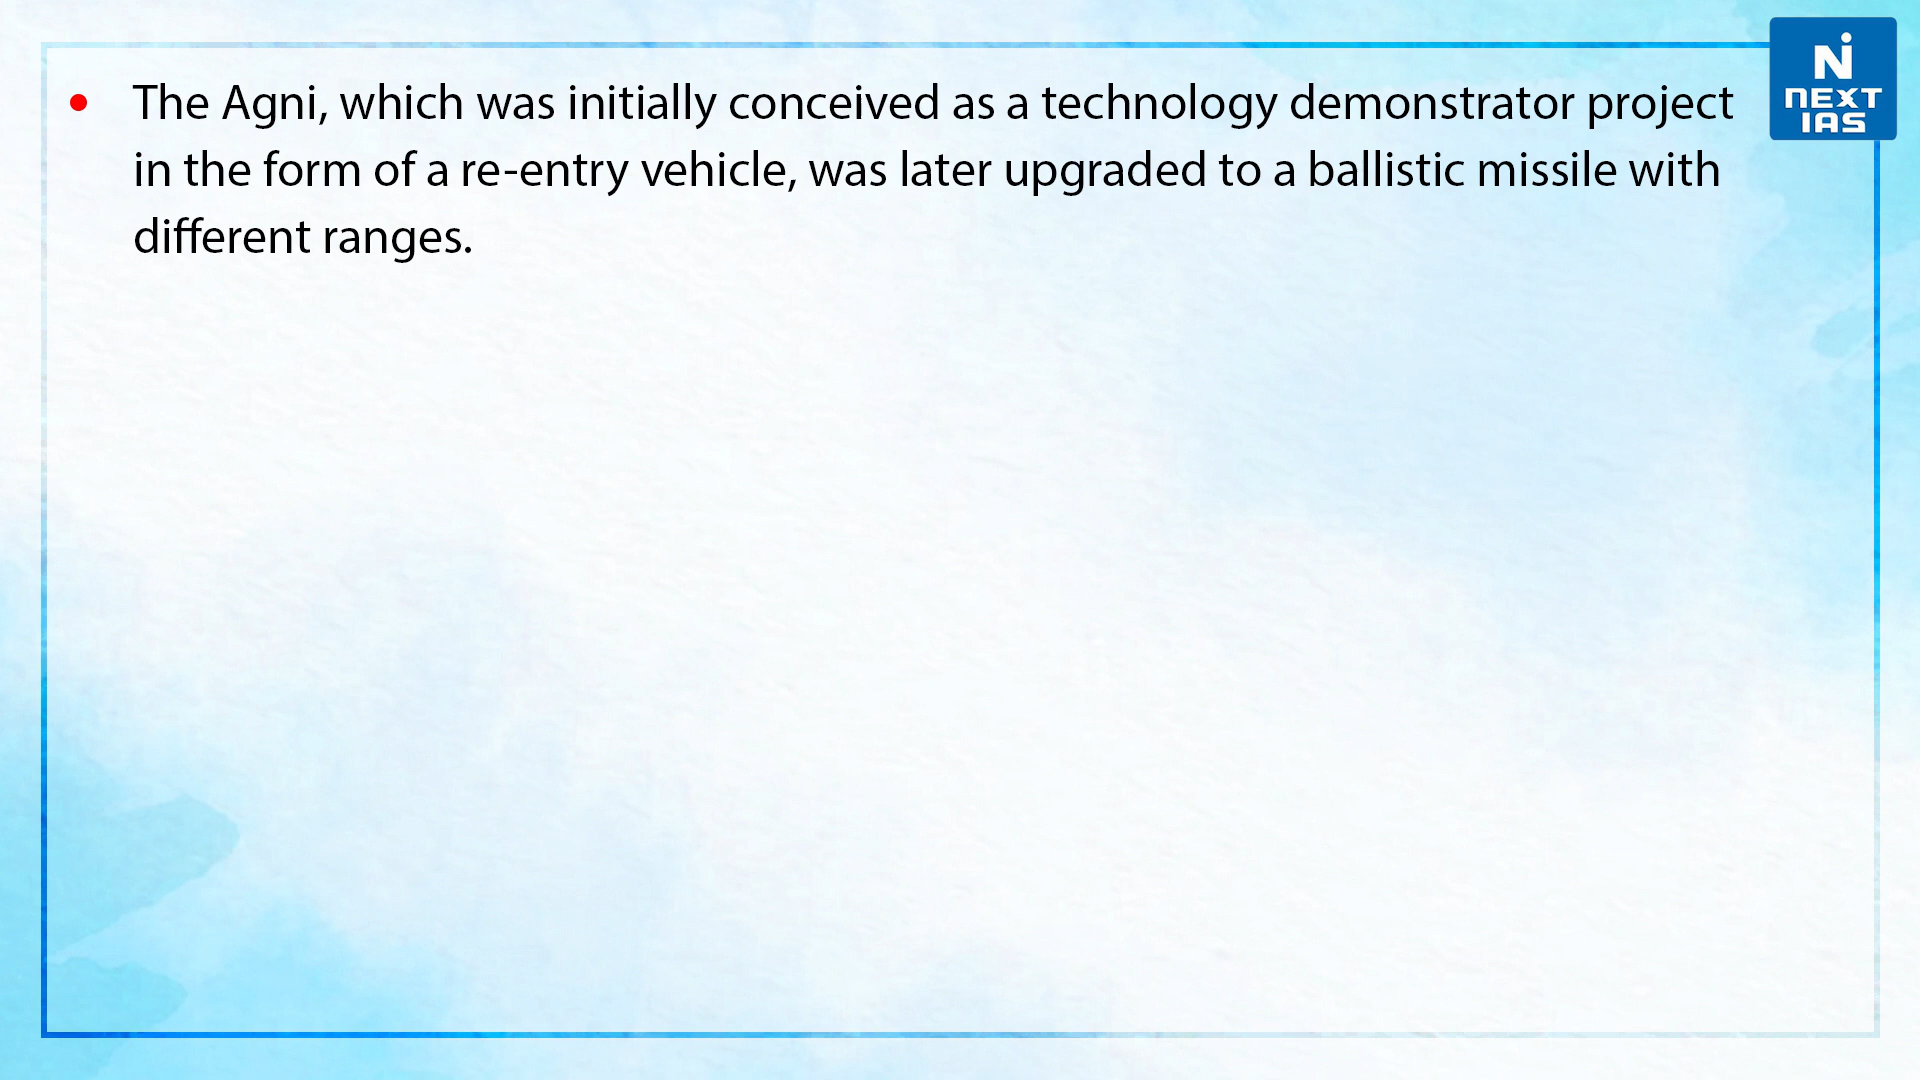 • The Agni, which was initially conceived as a technology demonstrator project
in the form of a re-entry vehicle, was later upgraded to a ballistic missile with
different ranges.
N
NEXT
IAS